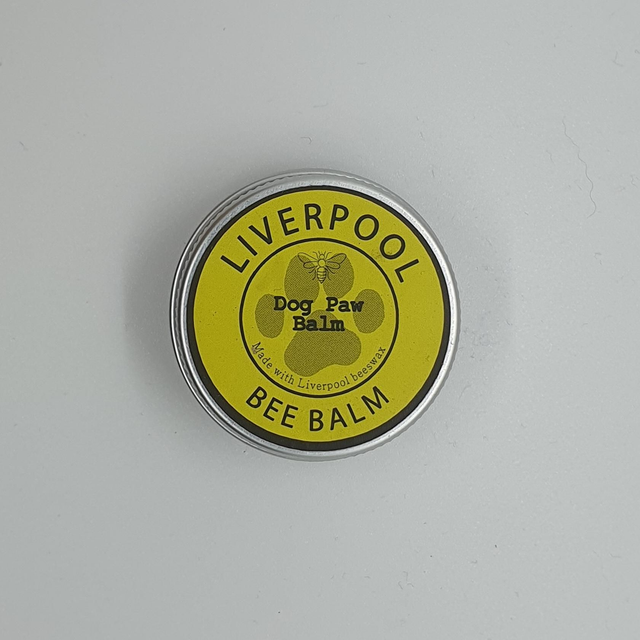 LIVERPOOL
Dog Paw
Balm
Made with Liverpool beeswax
BEE BALM